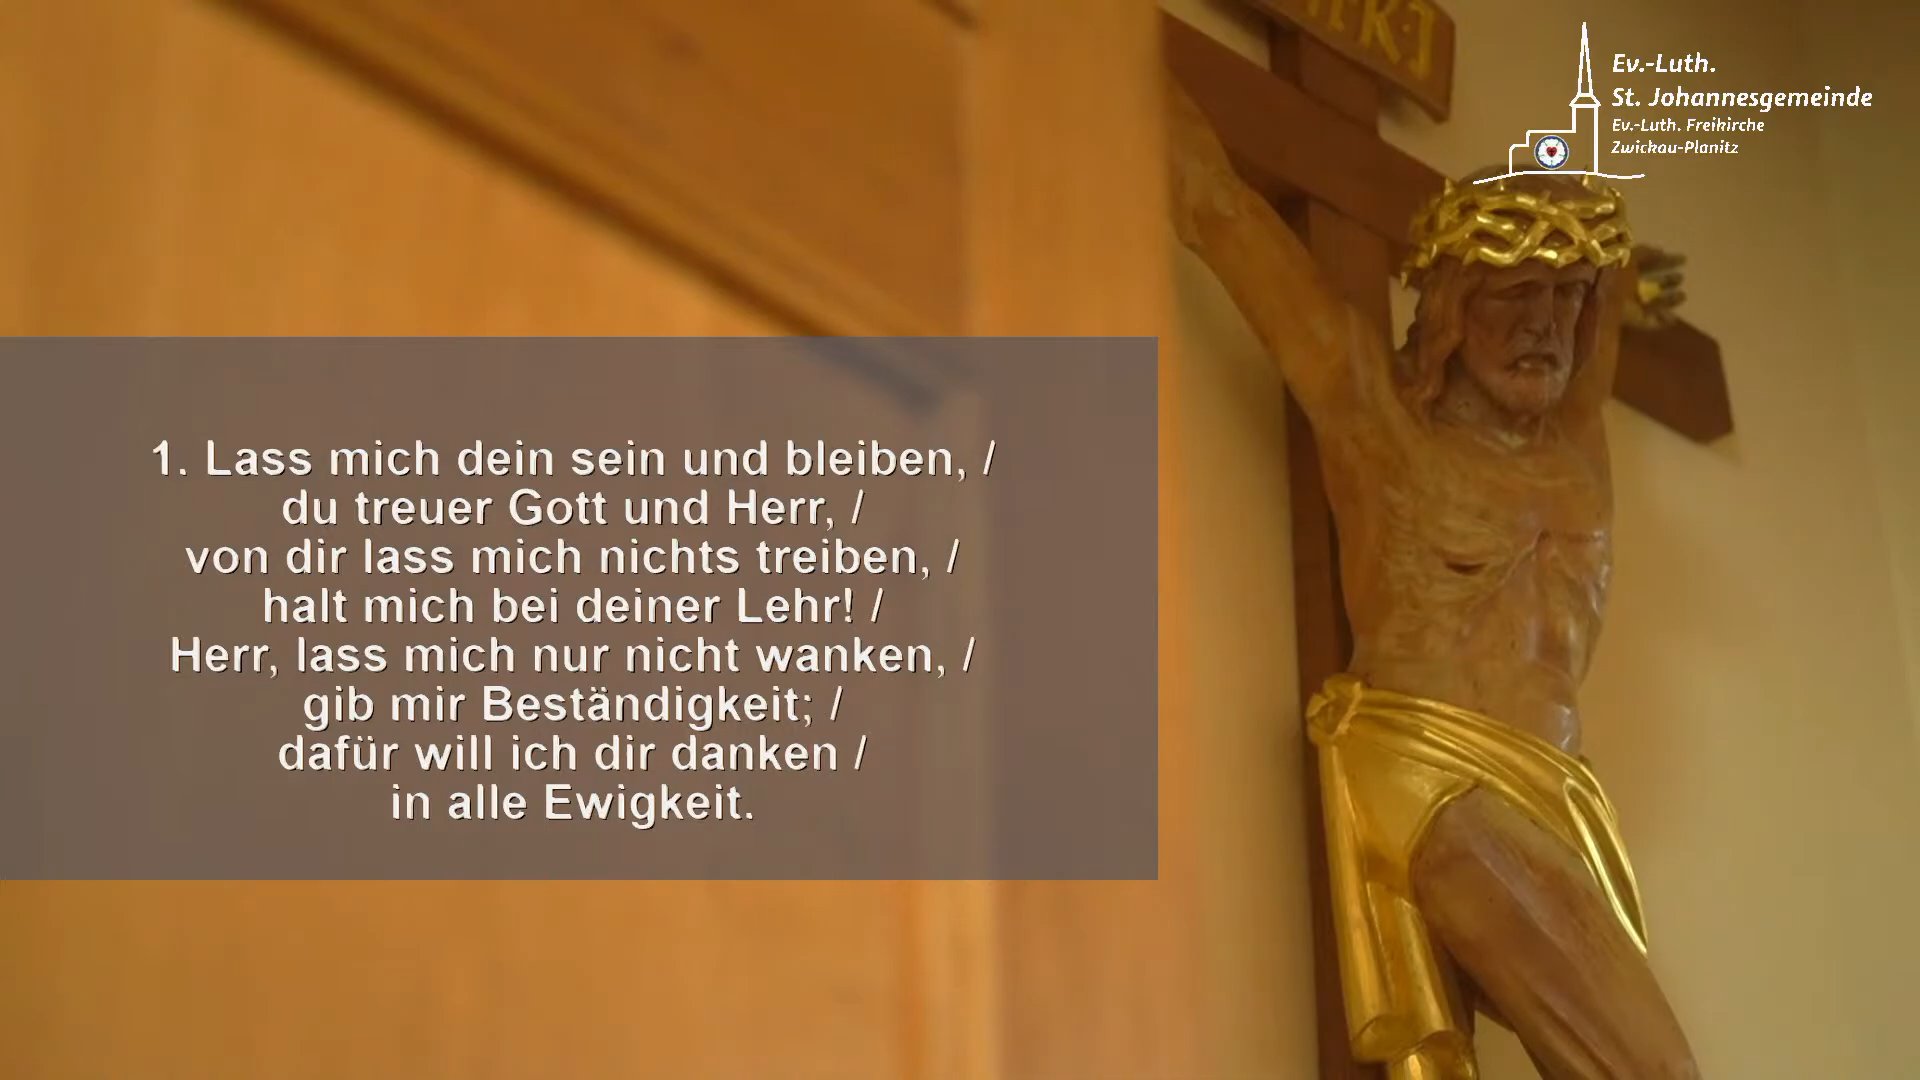 Ev.-Luth.
St. Johannesgemeinde
Ev.-Luth. Freikirche
Zwickau-Planitz
1. Lass mich dein sein und bleiben, /
du treuer Gott und Herr, /
von dir lass mich nichts treiben, /
halt mich bei deiner Lehr! /
Herr, lass mich nur nicht wanken, /
gib mir Beständigkeit; /
dafür will ich dir danken /
in alle Ewigkeit.